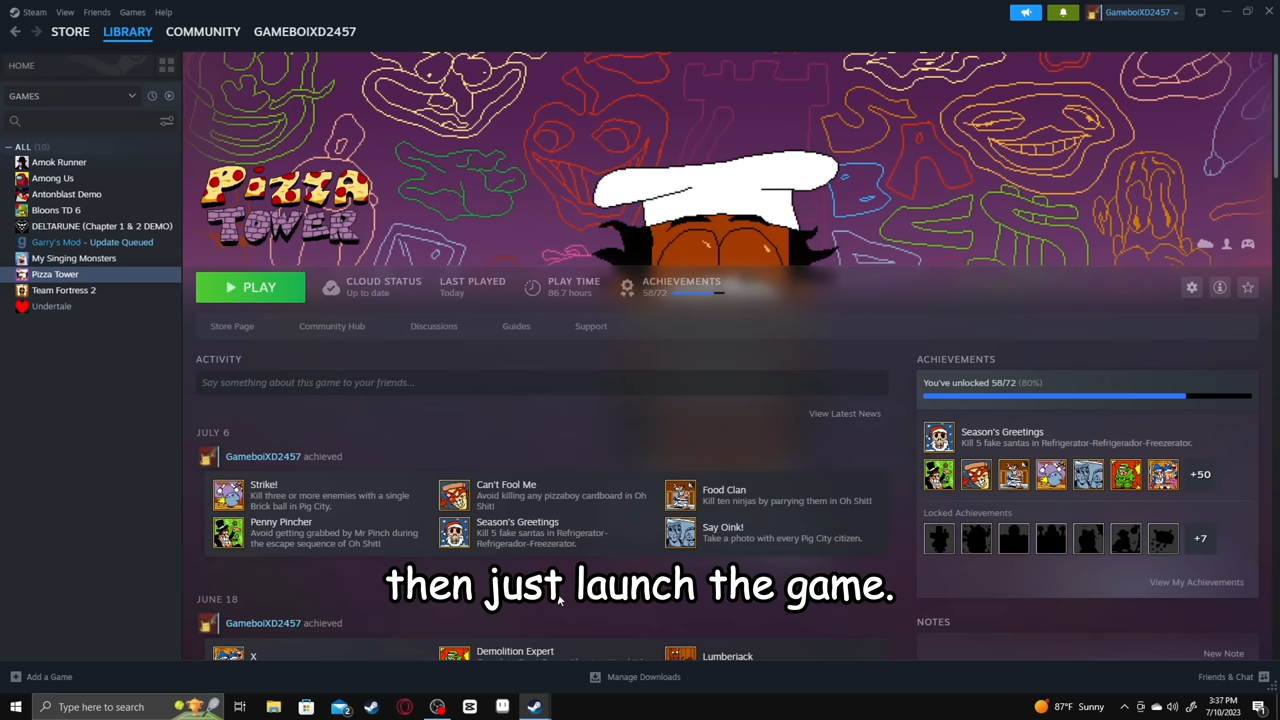 Steam View Friends Games Help
GameboiXD2457
STORE LIBRARY COMMUNITY GAMEBOIXD2457
HOME
GAMES
ALL (10)
Amok Runner
Among Us
Antonblast Demo
Bloons TD 6
DELTARUNE (Chapter 1 & 2 DEMO)
Garry's Mod - Update Queued
My Singing Monsters
Pizza Tower
Team Fortress 2
Undertale
PIZZA
TOWER
PLAY
CLOUD STATUS
Up to date
LAST PLAYED
Today
PLAY TIME
86.7 hours
ACHIEVEMENTS
58/72
Store Page Community Hub Discussions Guides Support
ACTIVITY
Say something about this game to your friends...
View Latest News
JULY 6
GameboiXD2457 achieved
Strike!
Kill three or more enemies with a single
Brick ball in Pig City.
Can't Fool Me
Avoid killing any pizzaboy cardboard in Oh
Shit!
Food Clan
Kill ten ninjas by parrying them in Oh Shit!
Penny Pincher
Avoid getting grabbed by Mr Pinch during
the escape sequence of Oh Shit!
Season's Greetings
Kill 5 fake santas in Refrigerator-
Refrigerador-Freezerator.
Say Oink!
Take a photo with every Pig City citizen.
then just launch the game.
JUNE 18
GameboiXD2457 achieved
X
Demolition Expert
Lumberjack
ACHIEVEMENTS
You've unlocked 58/72 (80%)
Season's Greetings
Kill 5 fake santas in Refrigerator-Refrigerador-Freezerator.
+50
Locked Achievements
+7
View My Achievements
NOTES
New Note
Add a Game
Manage Downloads
Friends & Chat
Type here to search
2
87°F Sunny
3:37 PM
7/10/2023
1